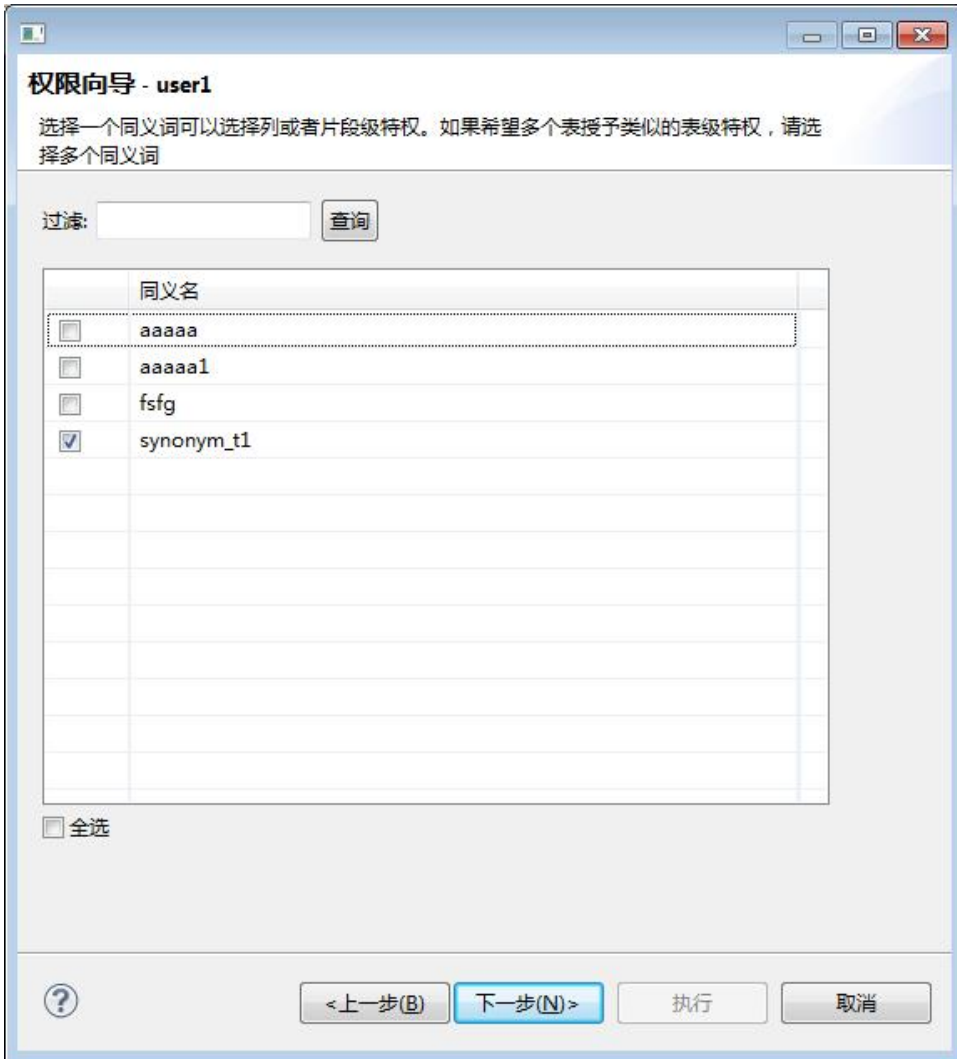 权限向导 - user1
选择一个同义词可以选择列或者片段级特权。如果希望多个表授予类似的表级特权，请选
择多个同义词
过滤:
查询
同义名
aaaaa
aaaaa1
fsfg
synonym_t1
全选
?
<上一步(B)
下一步(N)>
执行
取消